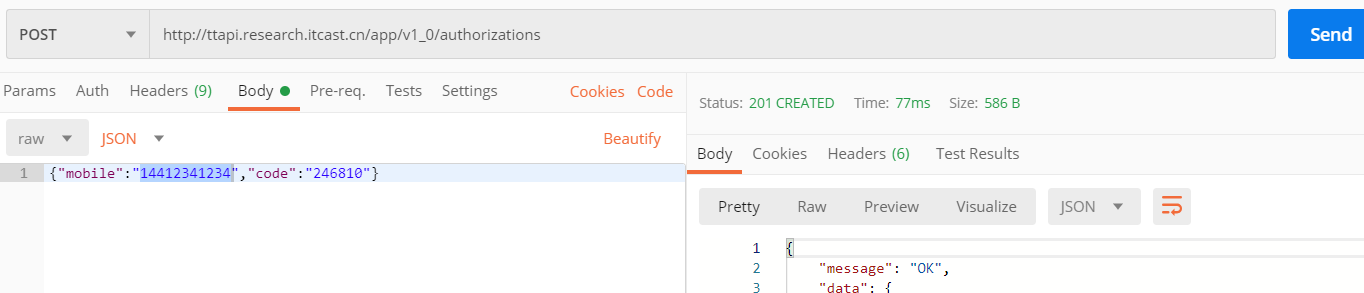 POST http://ttapi.research.itcast.cn/app/v1_0/authorizations Send
Params Auth Headers (9) Body Pre-req. Tests Settings Cookies Code
raw JSON Beautify
1 {"mobile":"14412341234","code":"246810"}
Status: 201 CREATED Time: 77ms Size: 586 B
Body Cookies Headers (6) Test Results
Pretty Raw Preview Visualize JSON
1 {
2 "message": "OK",
3 "data": {